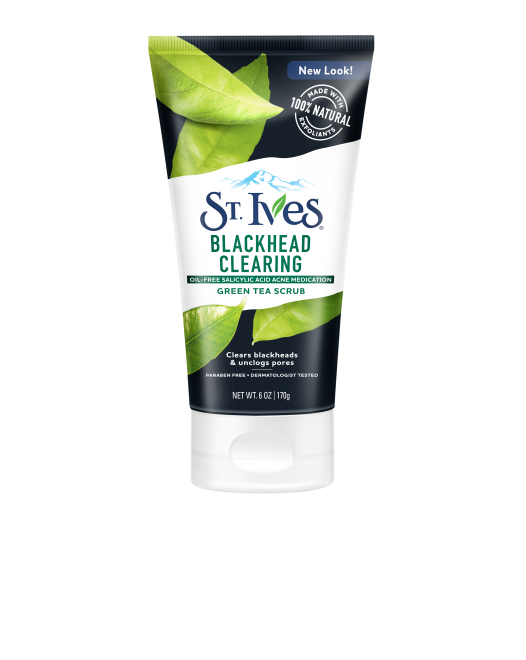 New Look!
MADE WITH
100% NATURAL
EXFOLIANTS
ST. IVES®
BLACKHEAD
CLEARING
OIL-FREE SALICYLIC ACID ACNE MEDICATION
GREEN TEA SCRUB
Clears blackheads
& unclogs pores
PARABEN FREE • DERMATOLOGIST TESTED
NET WT. 6 OZ | 170g